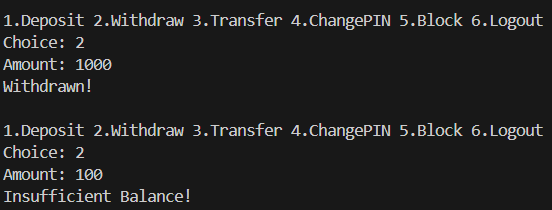 1.Deposit 2.Withdraw 3.Transfer 4.ChangePIN 5.Block 6.Logout
Choice: 2
Amount: 1000
Withdrawn!
1.Deposit 2.Withdraw 3.Transfer 4.ChangePIN 5.Block 6.Logout
Choice: 2
Amount: 100
Insufficient Balance!